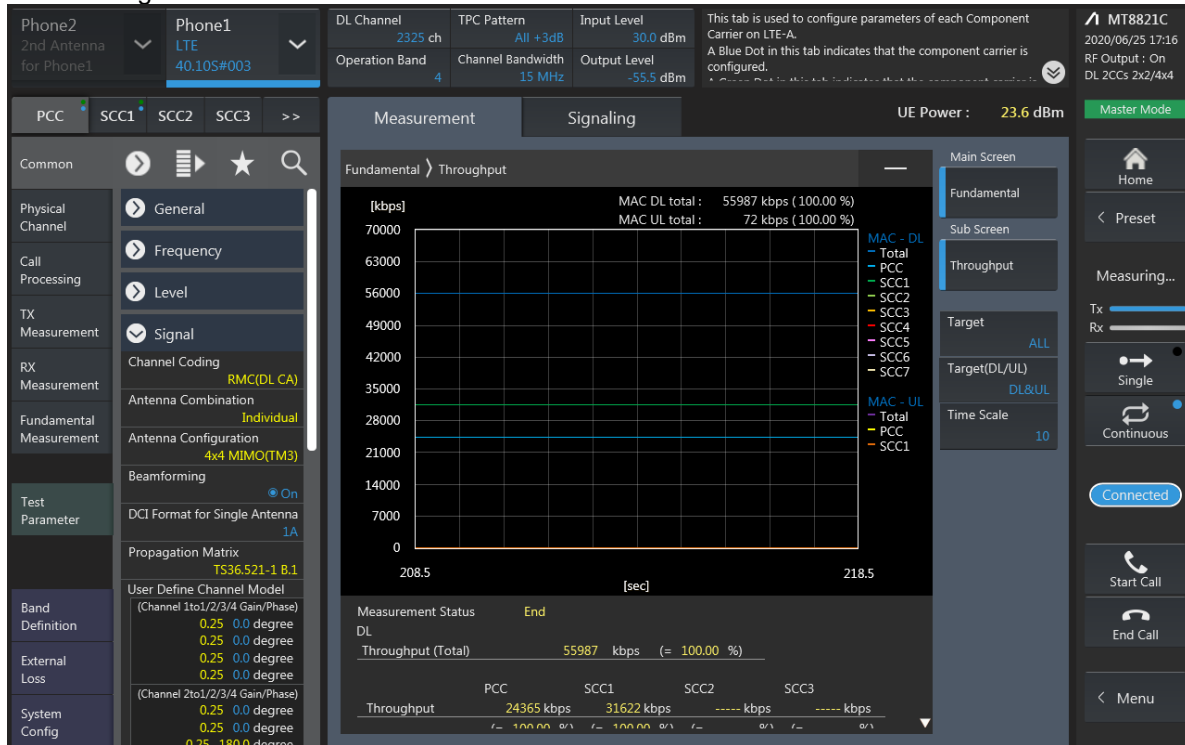 Phone2
2nd Antenna
for Phone1
Phone1
LTE
40.10S#003
DL Channel
2325 ch
TPC Pattern
All +3dB
Input Level
30.0 dBm
Operation Band
4
Channel Bandwidth
15 MHz
Output Level
-55.5 dBm
This tab is used to configure parameters of each Component
Carrier on LTE-A.
A Blue Dot in this tab indicates that the component carrier is
configured.
MT8821C
2020/06/25 17:16
RF Output : On
DL 2CCs 2x2/4x4
PCC SCC1 SCC2 SCC3 >>
Measurement
Signaling
UE Power : 23.6 dBm
Master Mode
Common
Physical
Channel
Call
Processing
TX
Measurement
RX
Measurement
Fundamental
Measurement
Test
Parameter
Band
Definition
External
Loss
System
Config
General
Frequency
Level
Signal
Channel Coding
RMC(DL CA)
Antenna Combination
Individual
Antenna Configuration
4x4 MIMO(TM3)
Beamforming
On
DCI Format for Single Antenna
1A
Propagation Matrix
TS36.521-1 B.1
User Define Channel Model
(Channel 1to1/2/3/4 Gain/Phase)
0.25 0.0 degree
0.25 0.0 degree
0.25 0.0 degree
0.25 0.0 degree
(Channel 2to1/2/3/4 Gain/Phase)
0.25 0.0 degree
0.25 0.0 degree
0.25 180.0 degree
Fundamental > Throughput
[kbps]
MAC DL total : 55987 kbps ( 100.00 %)
MAC UL total : 72 kbps ( 100.00 %)
70000
63000
56000
49000
42000
35000
28000
21000
14000
7000
0
208.5
[sec]
218.5
MAC - DL
Total
PCC
SCC1
SCC2
SCC3
SCC4
SCC5
SCC6
SCC7
MAC - UL
Total
PCC
SCC1
Measurement Status End
DL
Throughput (Total) 55987 kbps (= 100.00 %)
PCC SCC1 SCC2 SCC3
Throughput 24365 kbps 31622 kbps ----- kbps ----- kbps
(= 100.00 %) (= 100.00 %) (= %) (= %)
Main Screen
Fundamental
Sub Screen
Throughput
Target
ALL
Target(DL/UL)
DL&UL
Time Scale
10
Home
< Preset
Measuring...
Tx
Rx
Single
Continuous
Connected
Start Call
End Call
< Menu